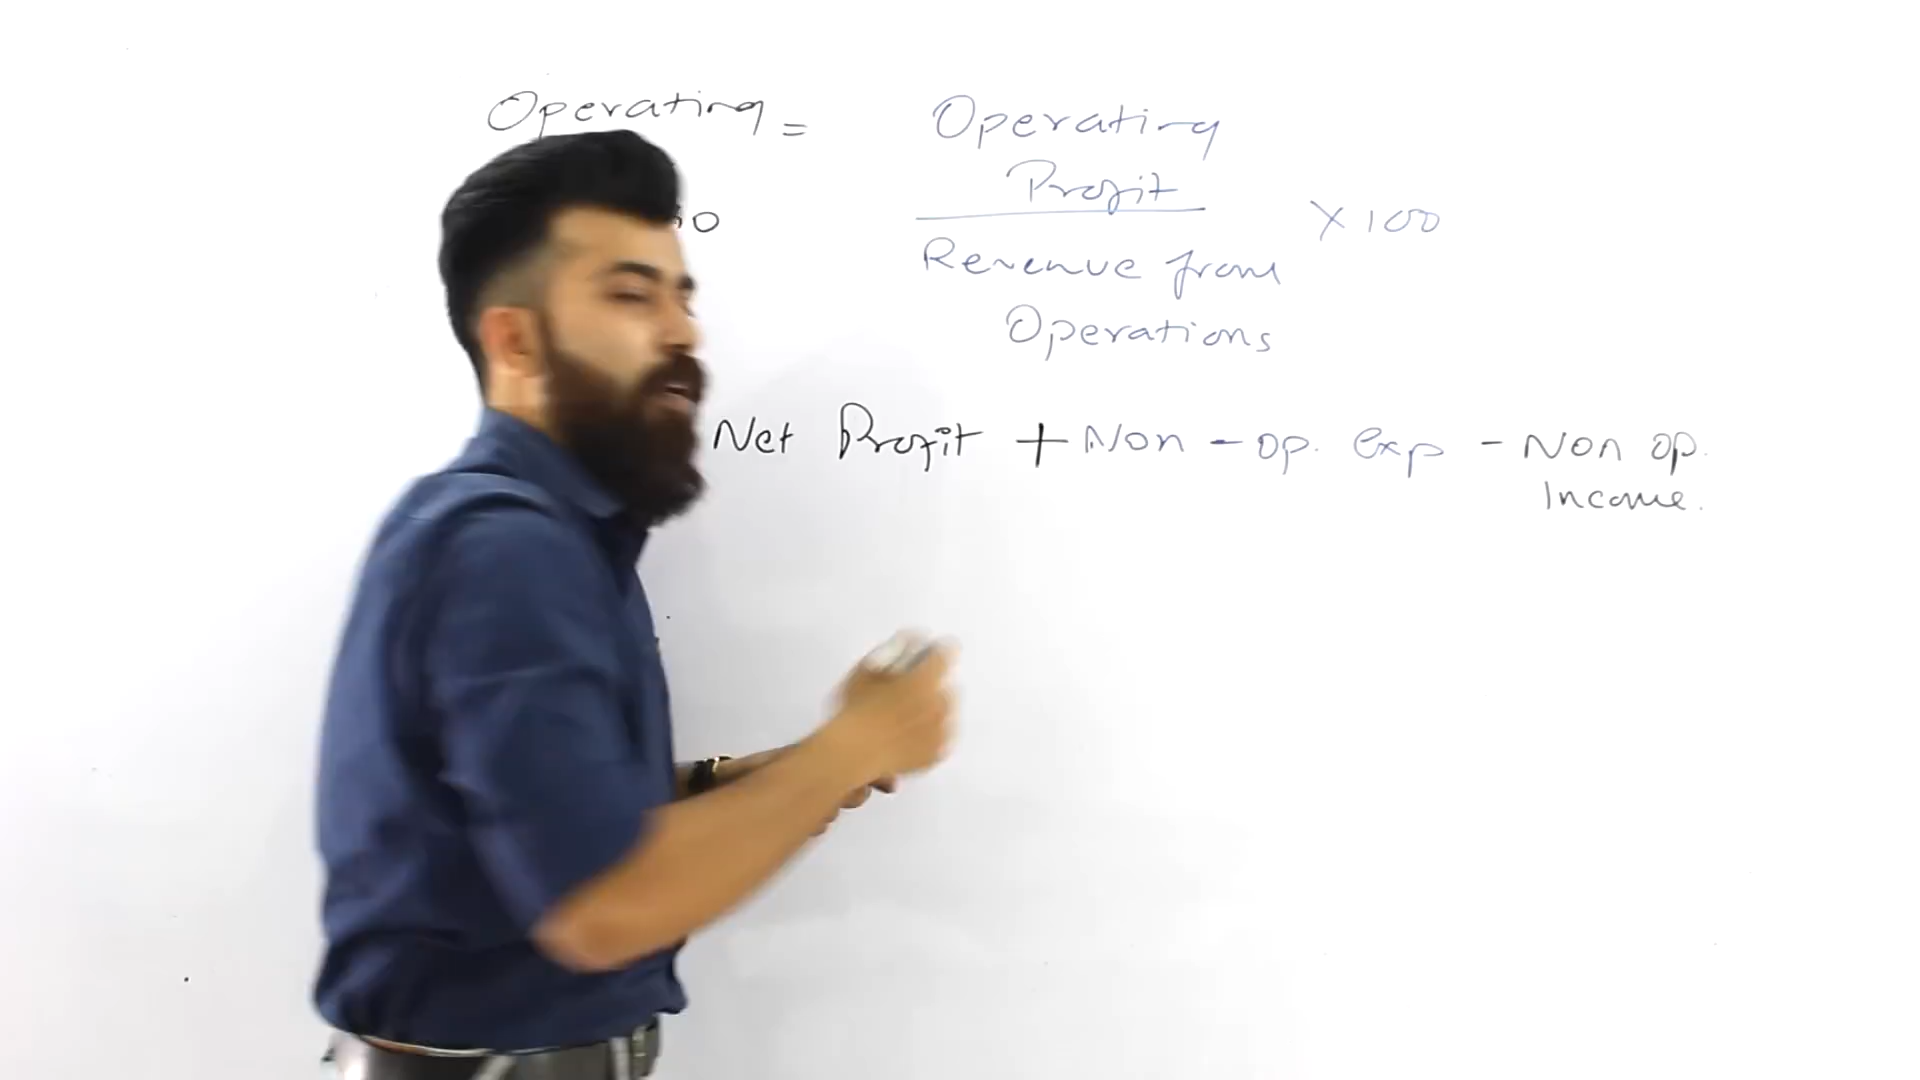 Operating = Operating
Profit
Revenue from × 100
Operations
Net Profit + Non - op. exp - Non op.
Income.